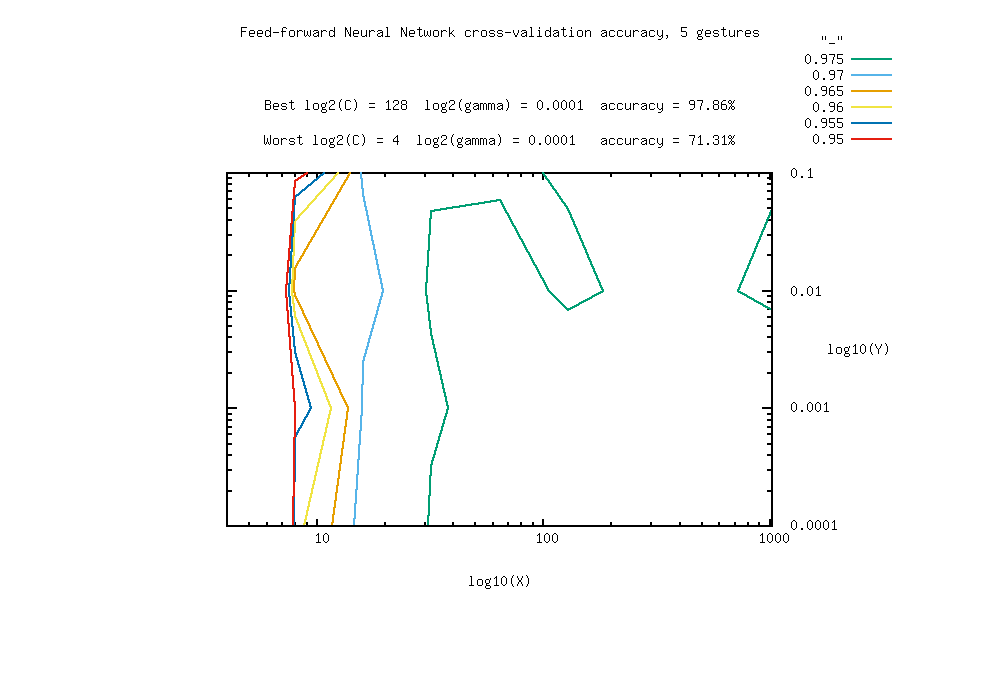 Feed-forward Neural Network cross-validation accuracy, 5 gestures
"_"
0.975
0.97
0.965
0.96
0.955
0.95
Best log2(C) = 128  log2(gamma) = 0.0001   accuracy = 97.86%
Worst log2(C) = 4  log2(gamma) = 0.0001   accuracy = 71.31%
0.1
0.01
log10(Y)
0.001
0.0001
10
100
1000
log10(X)